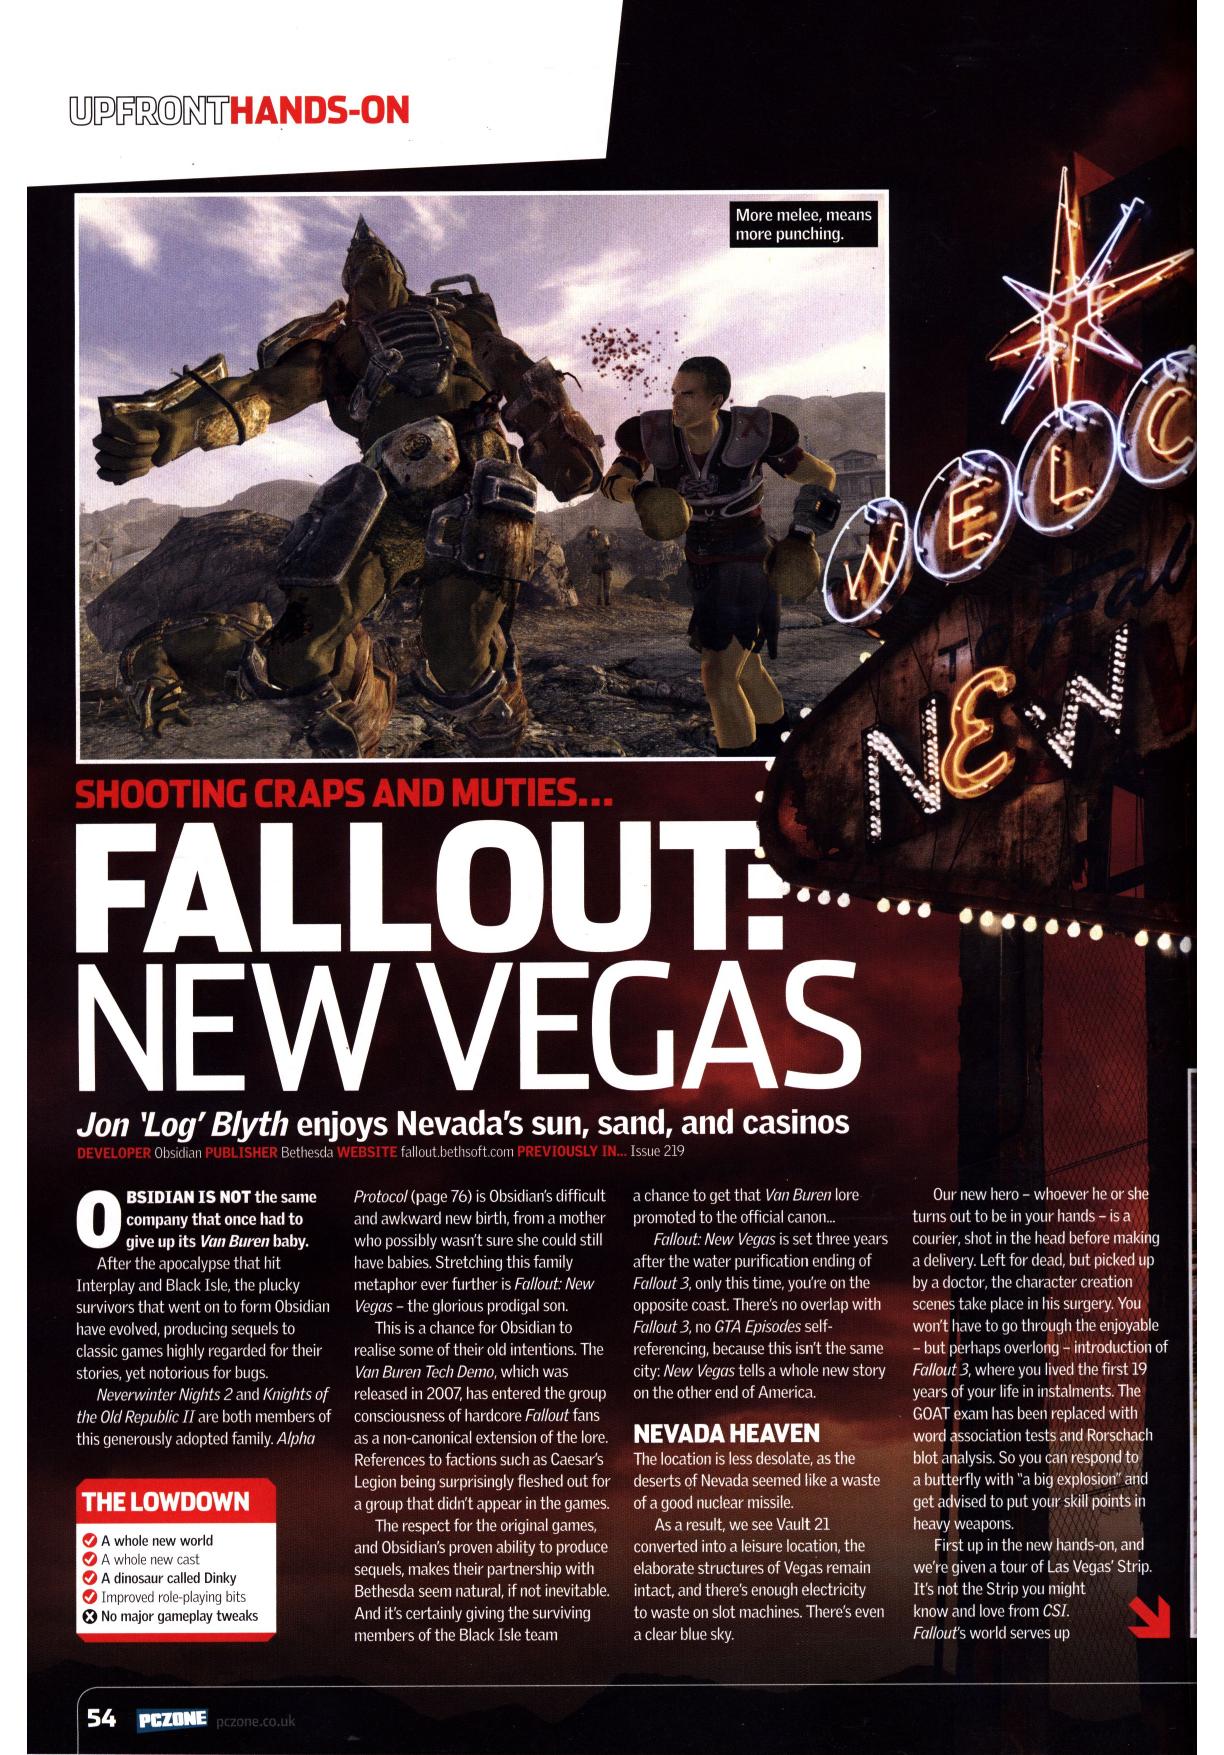 UPFRONTHANDS-ON
More melee, means
more punching.
WELC
TO Fal
NEW V
SHOOTING CRAPS AND MUTIES...
FALLOUT:
NEW VEGAS
Jon 'Log' Blyth enjoys Nevada's sun, sand, and casinos
DEVELOPER Obsidian PUBLISHER Bethesda WEBSITE fallout.bethsoft.com PREVIOUSLY IN... Issue 219
OBSIDIAN IS NOT the same
company that once had to
give up its Van Buren baby.
After the apocalypse that hit
Interplay and Black Isle, the plucky
survivors that went on to form Obsidian
have evolved, producing sequels to
classic games highly regarded for their
stories, yet notorious for bugs.
Neverwinter Nights 2 and Knights of
the Old Republic II are both members of
this generously adopted family. Alpha
THE LOWDOWN
A whole new world
A whole new cast
A dinosaur called Dinky
Improved role-playing bits
No major gameplay tweaks
Protocol (page 76) is Obsidian's difficult
and awkward new birth, from a mother
who possibly wasn't sure she could still
have babies. Stretching this family
metaphor ever further is Fallout: New
Vegas – the glorious prodigal son.
This is a chance for Obsidian to
realise some of their old intentions. The
Van Buren Tech Demo, which was
released in 2007, has entered the group
consciousness of hardcore Fallout fans
as a non-canonical extension of the lore.
References to factions such as Caesar's
Legion being surprisingly fleshed out for
a group that didn't appear in the games.
The respect for the original games,
and Obsidian's proven ability to produce
sequels, makes their partnership with
Bethesda seem natural, if not inevitable.
And it's certainly giving the surviving
members of the Black Isle team
a chance to get that Van Buren lore
promoted to the official canon...
Fallout: New Vegas is set three years
after the water purification ending of
Fallout 3, only this time, you're on the
opposite coast. There's no overlap with
Fallout 3, no GTA Episodes self-
referencing, because this isn't the same
city: New Vegas tells a whole new story
on the other end of America.
NEVADA HEAVEN
The location is less desolate, as the
deserts of Nevada seemed like a waste
of a good nuclear missile.
As a result, we see Vault 21
converted into a leisure location, the
elaborate structures of Vegas remain
intact, and there's enough electricity
to waste on slot machines. There's even
a clear blue sky.
Our new hero – whoever he or she
turns out to be in your hands – is a
courier, shot in the head before making
a delivery. Left for dead, but picked up
by a doctor, the character creation
scenes take place in his surgery. You
won't have to go through the enjoyable
– but perhaps overlong – introduction of
Fallout 3, where you lived the first 19
years of your life in instalments. The
GOAT exam has been replaced with
word association tests and Rorschach
blot analysis. So you can respond to
a butterfly with "a big explosion" and
get advised to put your skill points in
heavy weapons.
First up in the new hands-on, and
we're given a tour of Las Vegas' Strip.
It's not the Strip you might
know and love from CSI.
Fallout's world serves up
54 PCZONE pczone.co.uk